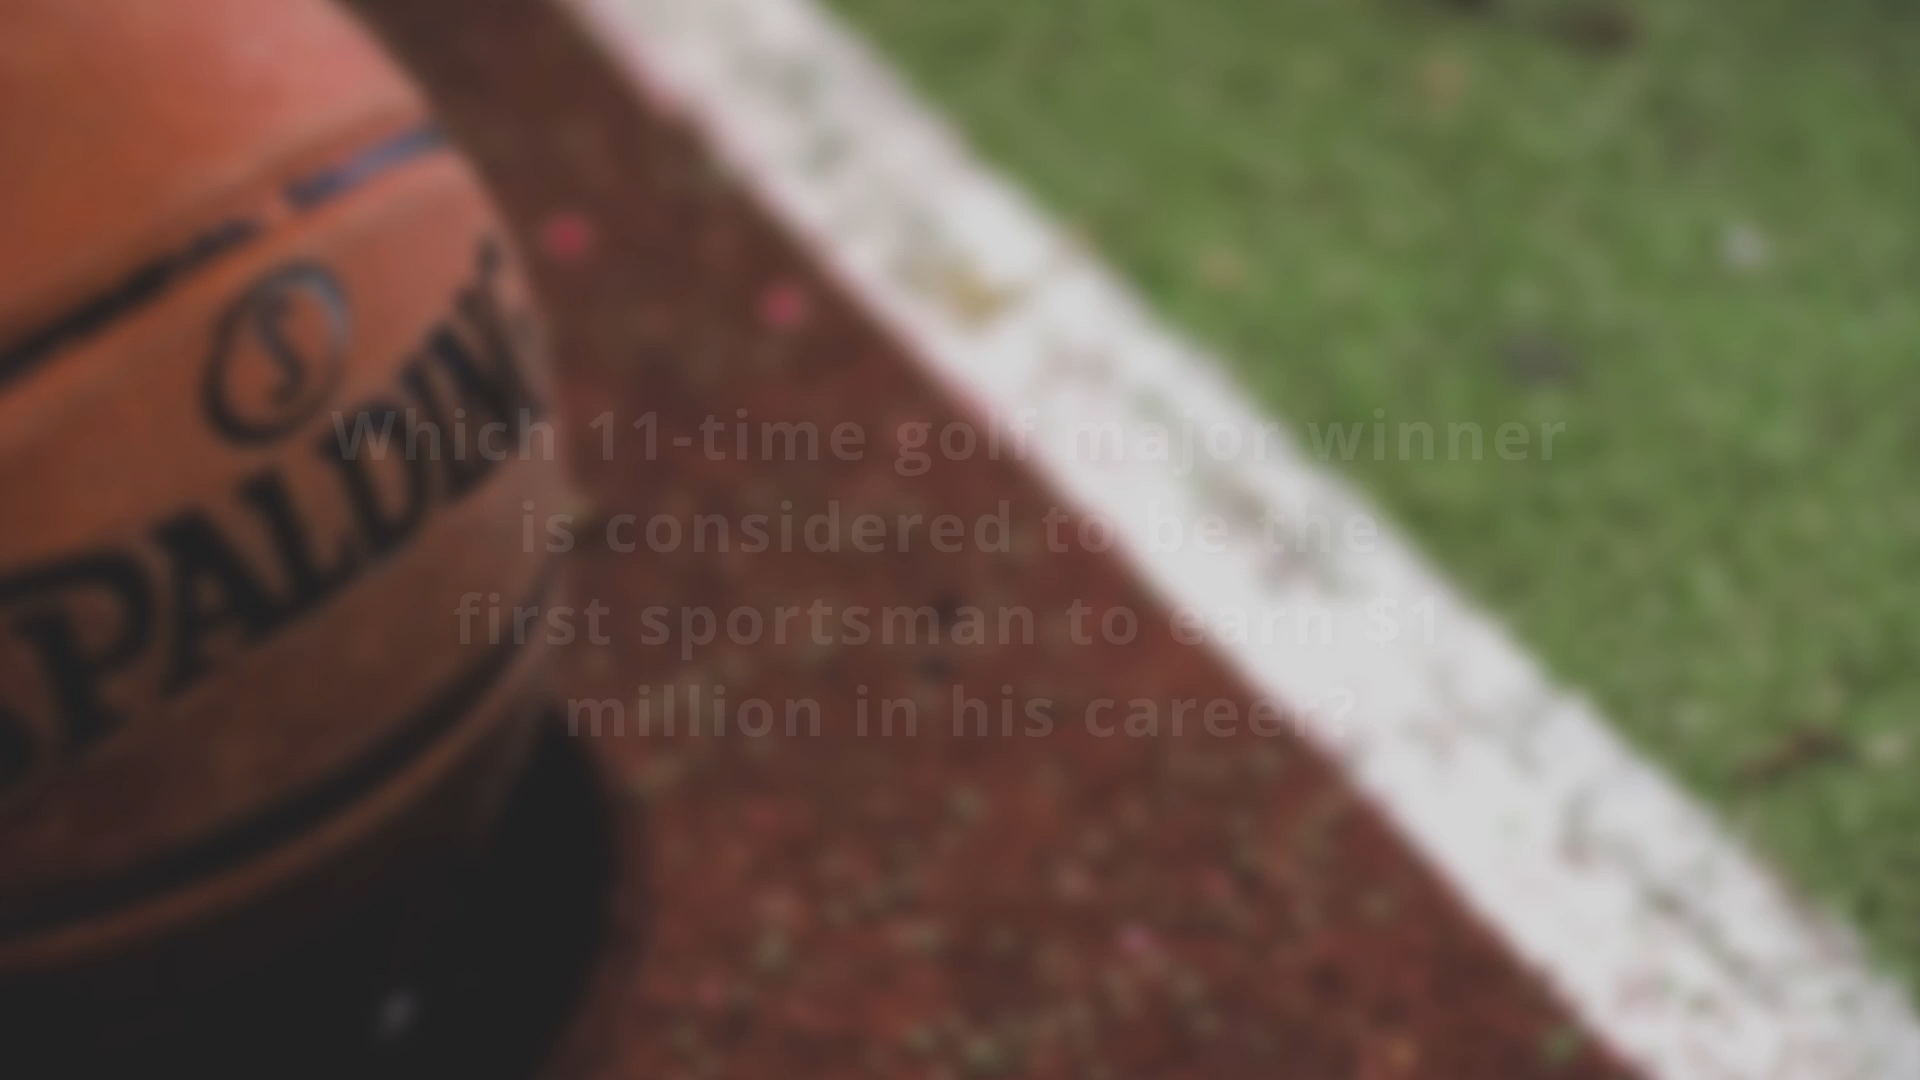 SPALDING
Which 11-time golf major winner
is considered to be the
first sportsman to earn $1
million in his career?